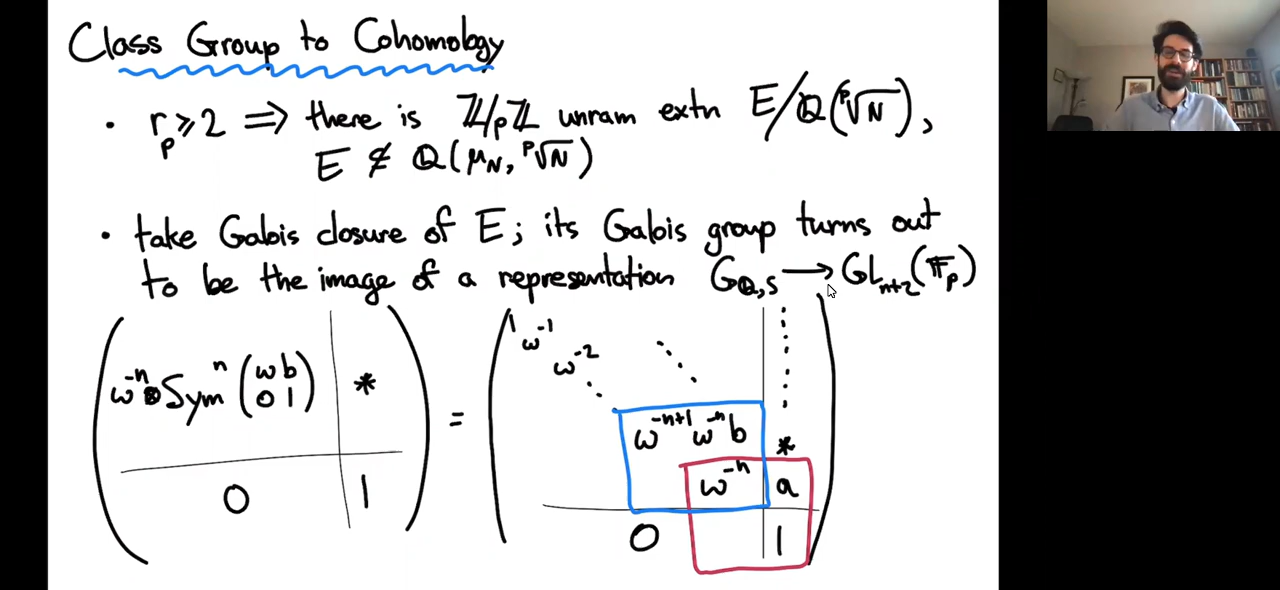 Class Group to Cohomology
• r_p ≥ 2 ⟹ there is ℤ/pℤ unram extn E/ℚ(ᵖ√N),
E ⊄ ℚ(μ_N, ᵖ√N)
• take Galois closure of E; its Galois group turns out
to be the image of a representation G_{ℚ,S} ⟶ GL_{n+2}(𝔽_p)
( ω^{-n} ⊗ Sym^n (ω b ; 0 1) | * ; 0 | 1 ) = ( 1 ω^{-1} ω^{-2} ⋱ ⋱ ω^{-n+1} ω^{-n}b ⋮ * ; ω^{-n} a ; 0 1 )